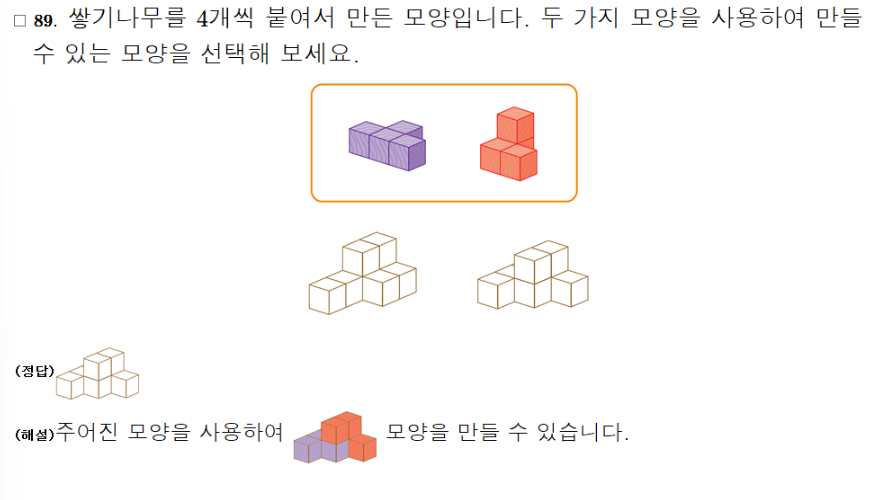 □ 89. 쌓기나무를 4개씩 붙여서 만든 모양입니다. 두 가지 모양을 사용하여 만들
수 있는 모양을 선택해 보세요.
(정답)
(해설)주어진 모양을 사용하여 모양을 만들 수 있습니다.